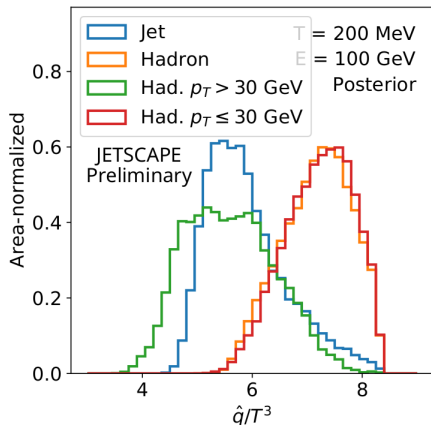 Jet
Hadron
Had. $p_T > 30$ GeV
Had. $p_T \leq 30$ GeV
T = 200 MeV
E = 100 GeV
Posterior
JETSCAPE
Preliminary
Area-normalized
0.8
0.6
0.4
0.2
0.0
4
6
8
$\hat{q}/T^3$